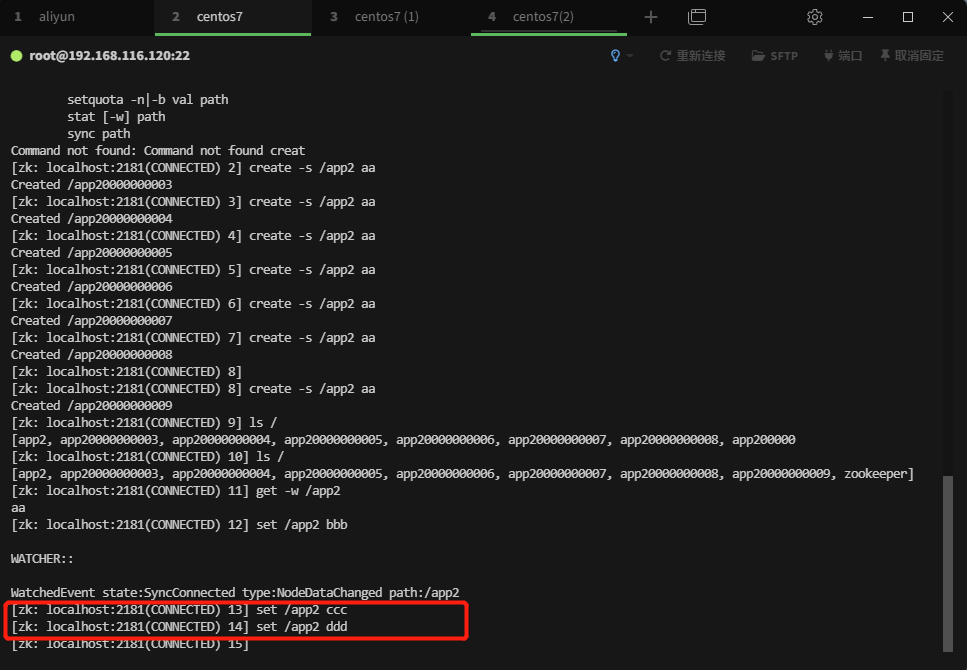 1 aliyun 2 centos7 3 centos7 (1) 4 centos7(2)
root@192.168.116.120:22 重新连接 SFTP 端口 取消固定
setquota -n|-b val path
stat [-w] path
sync path
Command not found: Command not found creat
[zk: localhost:2181(CONNECTED) 2] create -s /app2 aa
Created /app20000000003
[zk: localhost:2181(CONNECTED) 3] create -s /app2 aa
Created /app20000000004
[zk: localhost:2181(CONNECTED) 4] create -s /app2 aa
Created /app20000000005
[zk: localhost:2181(CONNECTED) 5] create -s /app2 aa
Created /app20000000006
[zk: localhost:2181(CONNECTED) 6] create -s /app2 aa
Created /app20000000007
[zk: localhost:2181(CONNECTED) 7] create -s /app2 aa
Created /app20000000008
[zk: localhost:2181(CONNECTED) 8]
[zk: localhost:2181(CONNECTED) 8] create -s /app2 aa
Created /app20000000009
[zk: localhost:2181(CONNECTED) 9] ls /
[app2, app20000000003, app20000000004, app20000000005, app20000000006, app20000000007, app20000000008, app200000
[zk: localhost:2181(CONNECTED) 10] ls /
[app2, app20000000003, app20000000004, app20000000005, app20000000006, app20000000007, app20000000008, app20000000009, zookeeper]
[zk: localhost:2181(CONNECTED) 11] get -w /app2
aa
[zk: localhost:2181(CONNECTED) 12] set /app2 bbb
WATCHER::
WatchedEvent state:SyncConnected type:NodeDataChanged path:/app2
[zk: localhost:2181(CONNECTED) 13] set /app2 ccc
[zk: localhost:2181(CONNECTED) 14] set /app2 ddd
[zk: localhost:2181(CONNECTED) 15]